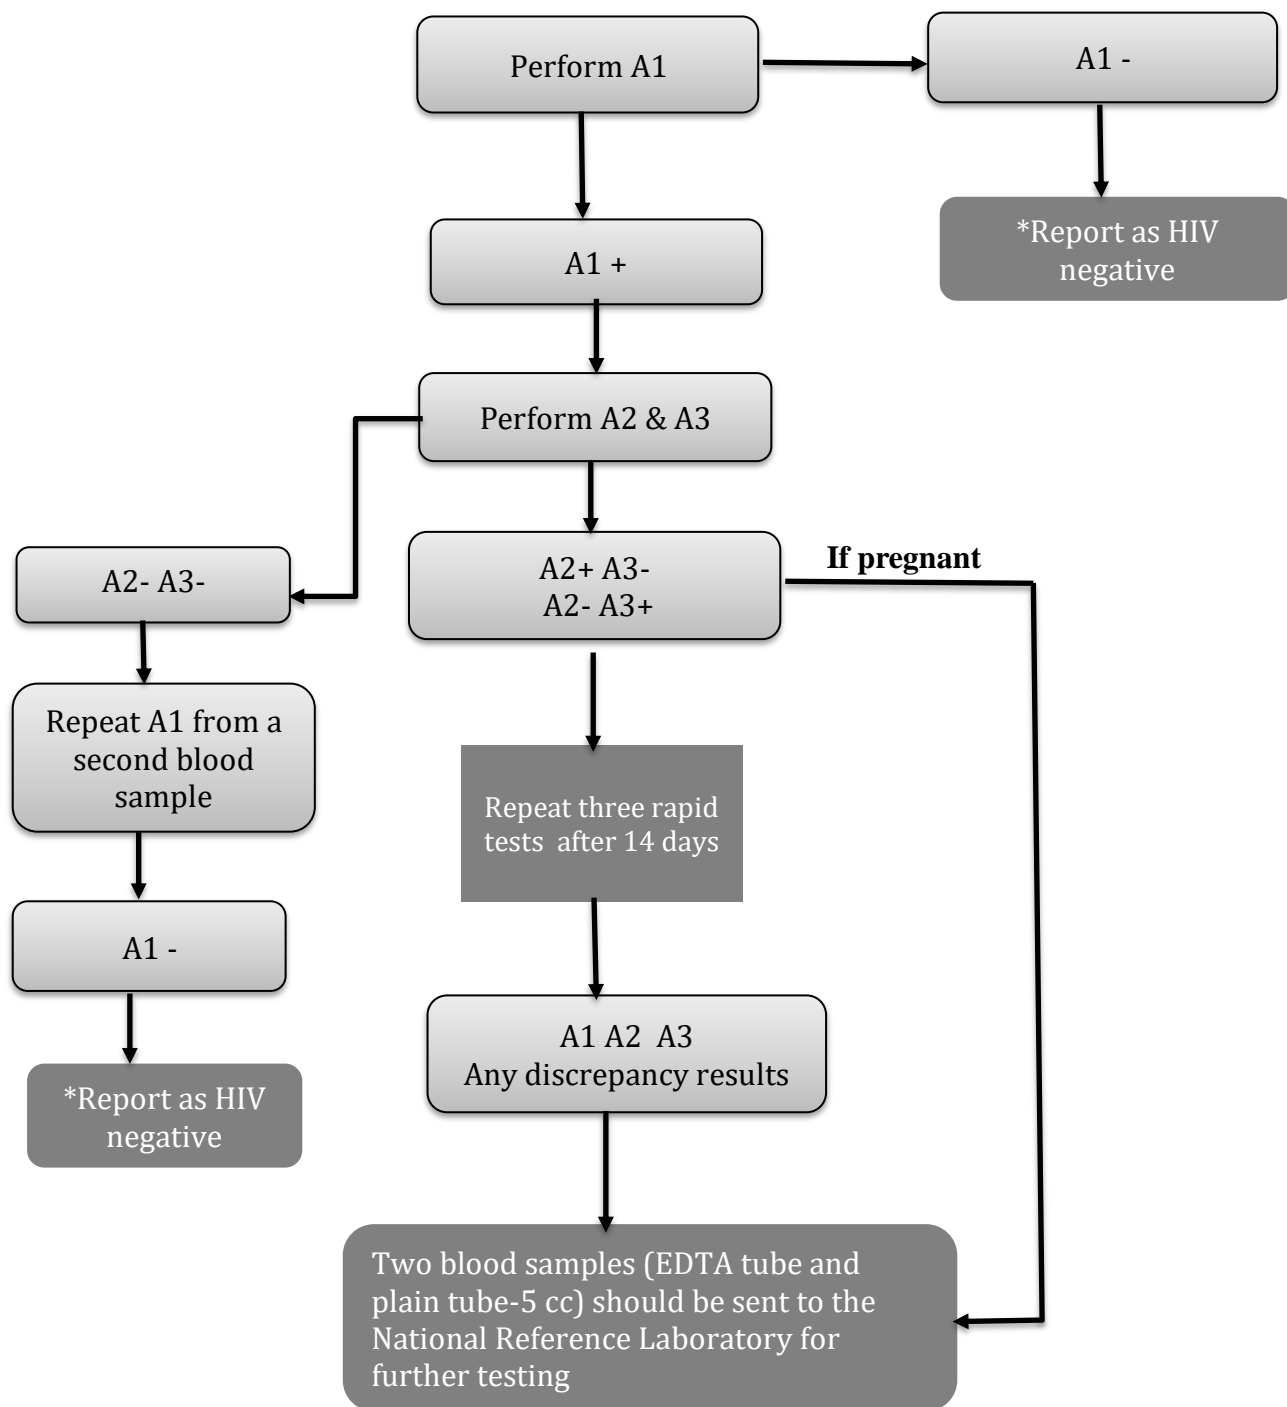 Perform A1
A1 -
*Report as HIV
negative
A1 +
Perform A2 & A3
A2- A3-
A2+ A3-
A2- A3+
If pregnant
Repeat A1 from a
second blood
sample
Repeat three rapid
tests  after 14 days
A1 -
A1 A2  A3
Any discrepancy results
*Report as HIV
negative
Two blood samples (EDTA tube and
plain tube-5 cc) should be sent to the
National Reference Laboratory for
further testing